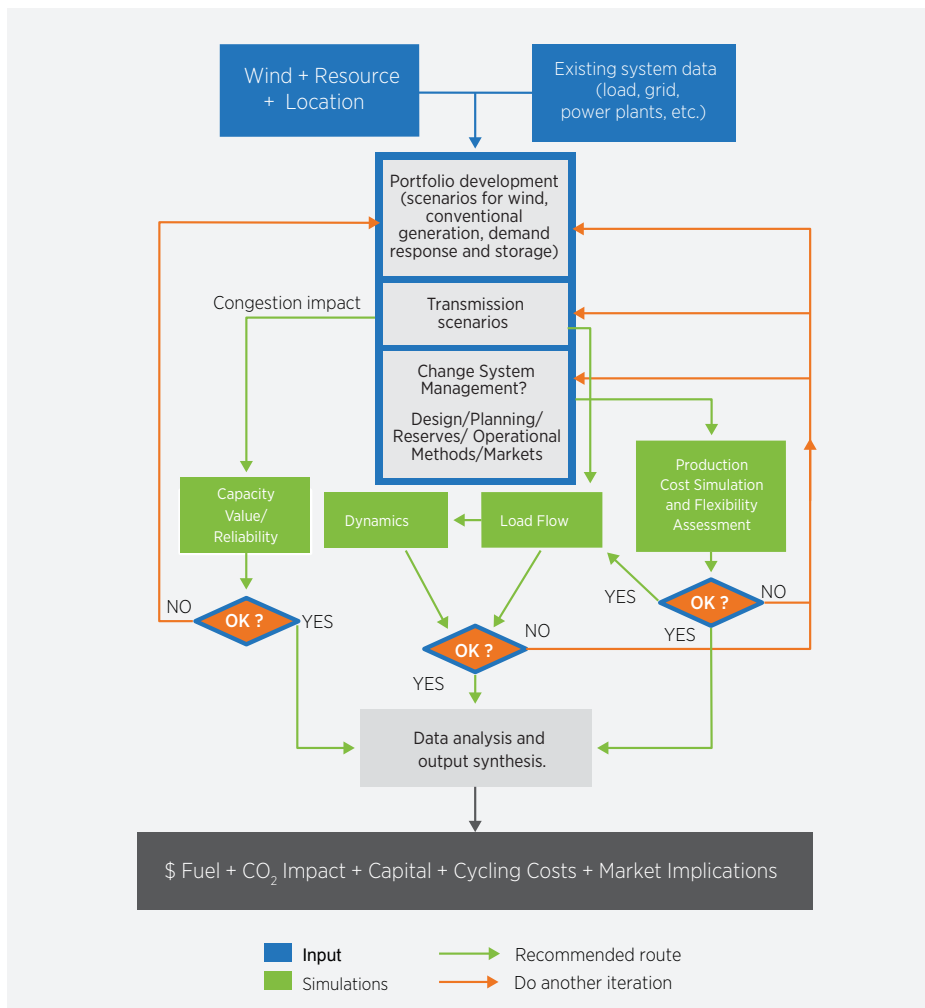 Wind + Resource
+ Location
Existing system data
(load, grid,
power plants, etc.)
Portfolio development
(scenarios for wind,
conventional
generation, demand
response and storage)
Congestion impact
Transmission
scenarios
Change System
Management?
Design/Planning/
Reserves/ Operational
Methods/Markets
Capacity
Value/
Reliability
Dynamics
Load Flow
Production
Cost Simulation
and Flexibility
Assessment
NO
OK ?
YES
OK ?
NO
YES
YES
OK ?
NO
YES
Data analysis and
output synthesis.
$ Fuel + CO₂ Impact + Capital + Cycling Costs + Market Implications
Input
Recommended route
Simulations
Do another iteration